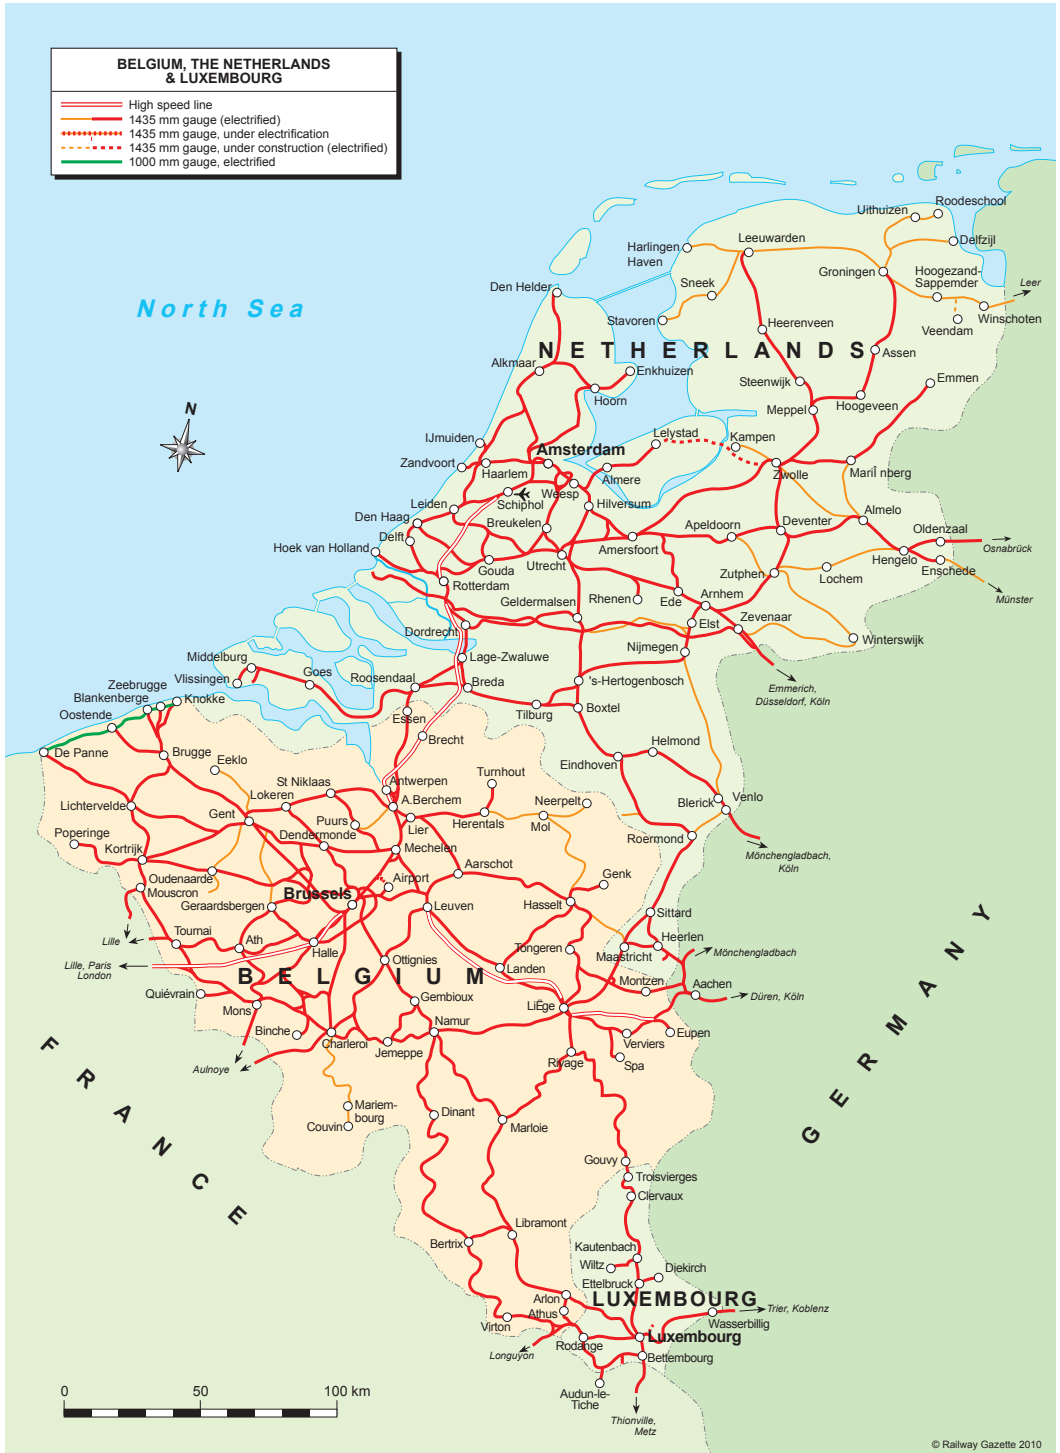 BELGIUM, THE NETHERLANDS
& LUXEMBOURG
High speed line
1435 mm gauge (electrified)
1435 mm gauge, under electrification
1435 mm gauge, under construction (electrified)
1000 mm gauge, electrified
Roodeschool
Uithuizen
Leeuwarden
Delfzijl
Harlingen
Haven
Groningen
Hoogezand-
Sappemder
Sneek
Leer
Den Helder
North Sea
Stavoren
Heerenveen
Winschoten
Veendam
NETHERLANDS
Assen
Alkmaar
Enkhuizen
Steenwijk
Emmen
Hoorn
Meppel
Hoogeveen
IJmuiden
Lelystad
Kampen
N
Amsterdam
Zandvoort
Haarlem
Almere
Zwolle
Mariî nberg
Weesp
Schiphol
Leiden
Hilversum
Den Haag
Breukelen
Apeldoorn
Deventer
Almelo
Delft
Oldenzaal
Hoek van Holland
Amersfoort
Osnabrück
Gouda
Utrecht
Hengelo
Enschede
Rotterdam
Zutphen
Lochem
Geldermalsen
Rhenen
Ede
Arnhem
Münster
Dordrecht
Elst
Zevenaar
Nijmegen
Winterswijk
Middelburg
Lage-Zwaluwe
Vlissingen
Goes
Roosendaal
Breda
's-Hertogenbosch
Emmerich,
Düsseldorf, Köln
Zeebrugge
Blankenberge
Knokke
Oostende
Essen
Tilburg
Boxtel
De Panne
Brugge
Brecht
Helmond
Eeklo
Eindhoven
Turnhout
St Niklaas
Antwerpen
Lokeren
Lichtervelde
A.Berchem
Neerpelt
Blerick
Venlo
Gent
Puurs
Lier
Herentals
Mol
Poperinge
Dendermonde
Roermond
Kortrijk
Mechelen
Mönchengladbach,
Köln
Aarschot
Oudenaarde
Airport
Genk
Mouscron
Brussels
Geraardsbergen
Leuven
Hasselt
Sittard
Tournai
Ath
Heerlen
Lille
Halle
Tongeren
Maastricht
Mönchengladbach
Lille, Paris
London
Ottignies
BELGIUM
Landen
Montzen
Aachen
Quiévrain
Gembioux
Düren, Köln
Mons
LiËge
Namur
Binche
Eupen
Charleroi
Jemeppe
Verviers
Aulnoye
Rivage
Spa
FRANCE
GERMANY
Mariem-
bourg
Dinant
Couvin
Marloie
Gouvy
Troisvierges
Clervaux
Libramont
Bertrix
Kautenbach
Wiltz
Diekirch
Ettelbruck
Arlon
LUXEMBOURG
Athus
Trier, Koblenz
Wasserbillig
Virton
Luxembourg
Rodange
Longuyon
Bettembourg
Audun-le-
Tiche
0 50 100 km
Thionville,
Metz
© Railway Gazette 2010